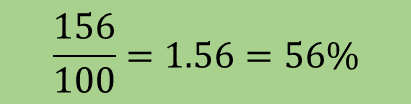 156/100 = 1.56 = 56%